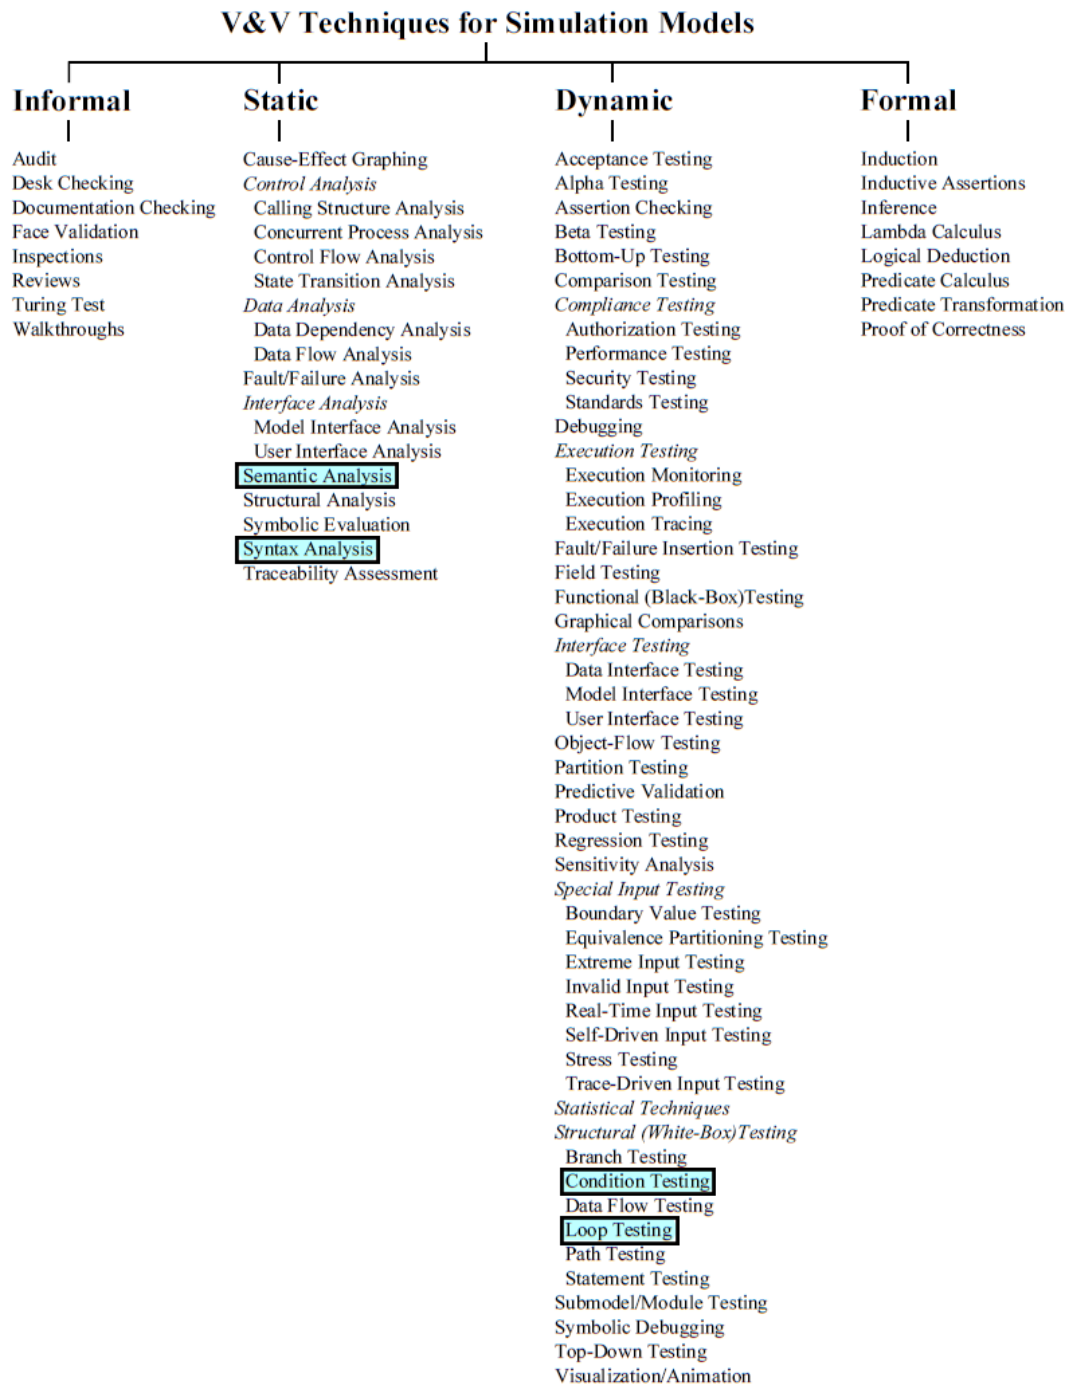 V&V Techniques for Simulation Models
Informal
Audit
Desk Checking
Documentation Checking
Face Validation
Inspections
Reviews
Turing Test
Walkthroughs
Static
Cause-Effect Graphing
Control Analysis
Calling Structure Analysis
Concurrent Process Analysis
Control Flow Analysis
State Transition Analysis
Data Analysis
Data Dependency Analysis
Data Flow Analysis
Fault/Failure Analysis
Interface Analysis
Model Interface Analysis
User Interface Analysis
Semantic Analysis
Structural Analysis
Symbolic Evaluation
Syntax Analysis
Traceability Assessment
Dynamic
Acceptance Testing
Alpha Testing
Assertion Checking
Beta Testing
Bottom-Up Testing
Comparison Testing
Compliance Testing
Authorization Testing
Performance Testing
Security Testing
Standards Testing
Debugging
Execution Testing
Execution Monitoring
Execution Profiling
Execution Tracing
Fault/Failure Insertion Testing
Field Testing
Functional (Black-Box)Testing
Graphical Comparisons
Interface Testing
Data Interface Testing
Model Interface Testing
User Interface Testing
Object-Flow Testing
Partition Testing
Predictive Validation
Product Testing
Regression Testing
Sensitivity Analysis
Special Input Testing
Boundary Value Testing
Equivalence Partitioning Testing
Extreme Input Testing
Invalid Input Testing
Real-Time Input Testing
Self-Driven Input Testing
Stress Testing
Trace-Driven Input Testing
Statistical Techniques
Structural (White-Box)Testing
Branch Testing
Condition Testing
Data Flow Testing
Loop Testing
Path Testing
Statement Testing
Submodel/Module Testing
Symbolic Debugging
Top-Down Testing
Visualization/Animation
Formal
Induction
Inductive Assertions
Inference
Lambda Calculus
Logical Deduction
Predicate Calculus
Predicate Transformation
Proof of Correctness